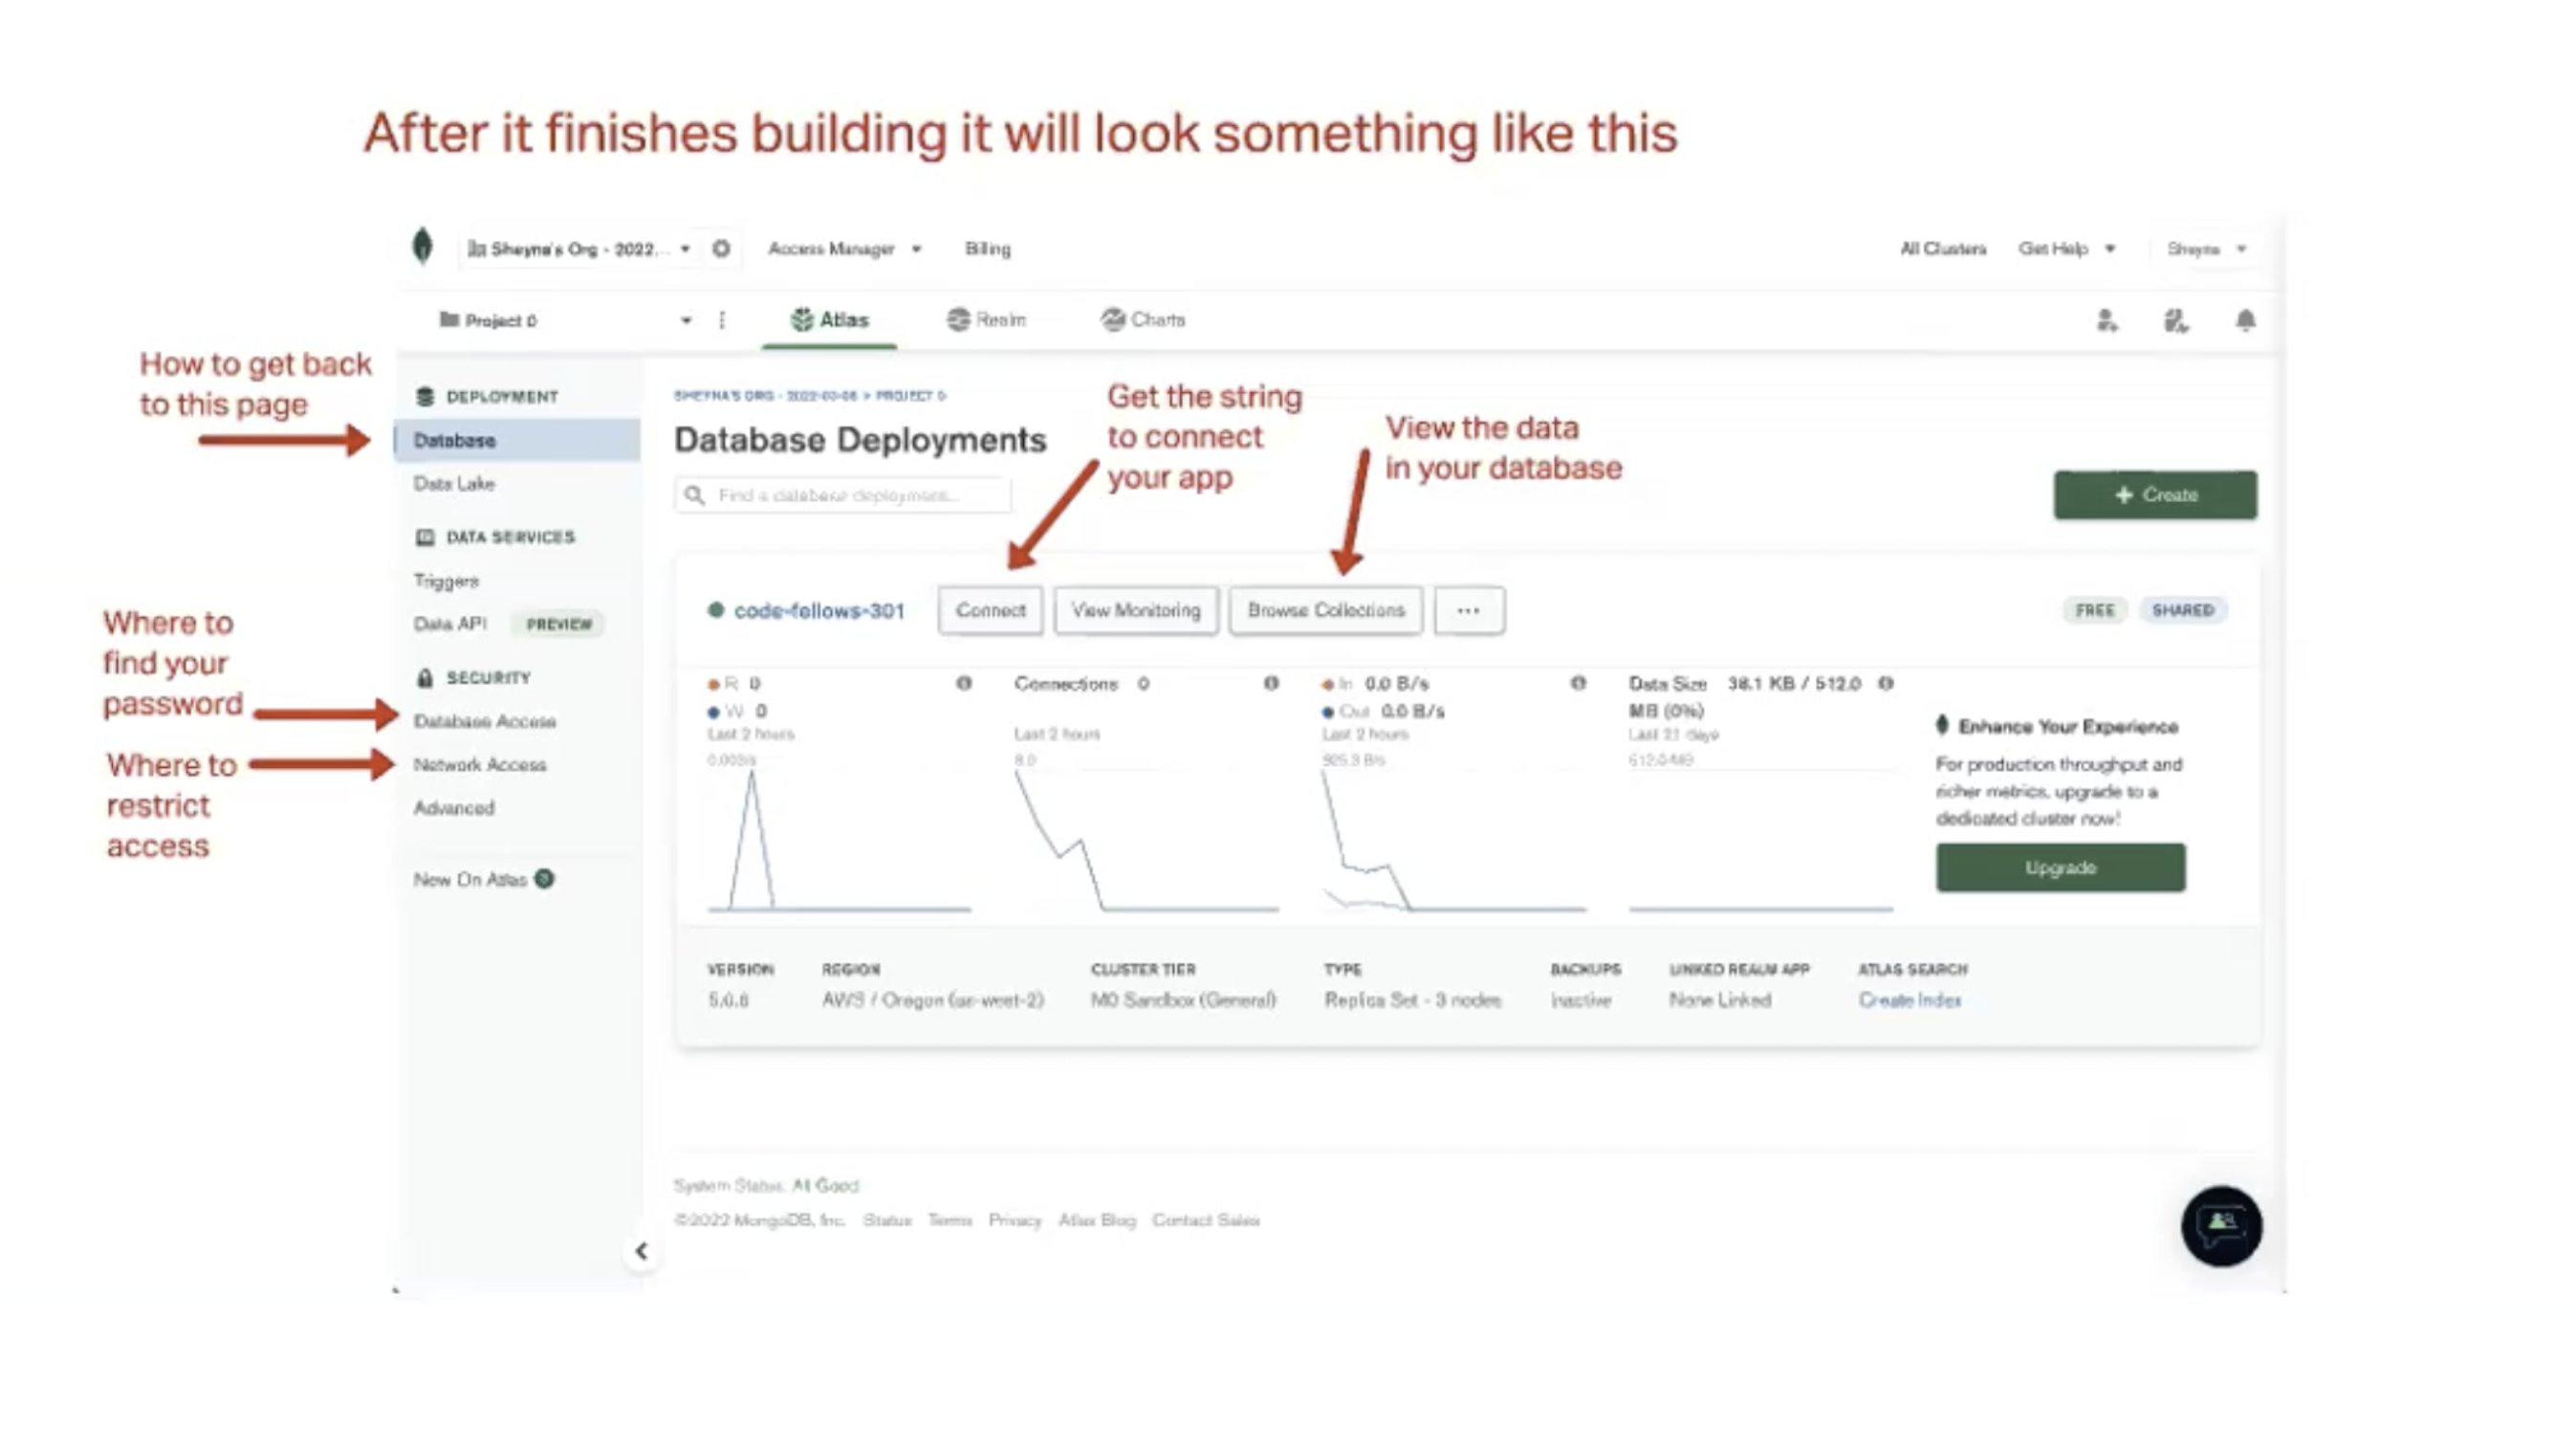 After it finishes building it will look something like this
Sheyna's Org - 2022... Access Manager Billing All Clusters Get Help Sheyna
Project 0 Atlas Realm Charts
How to get back
to this page
DEPLOYMENT
Database
Data Lake
DATA SERVICES
Triggers
Data API PREVIEW
Where to
find your
password
SECURITY
Database Access
Where to
restrict
access
Network Access
Advanced
New On Atlas
SHEYNA'S ORG - 2022-03-08 > PROJECT 0
Database Deployments
Find a database deployment...
Get the string
to connect
your app
View the data
in your database
+ Create
code-fellows-301 Connect View Monitoring Browse Collections ... FREE SHARED
R 0
W 0
Last 2 hours
Connections 0
Last 2 hours
8.0
In 0.0 B/s
Out 0.0 B/s
Last 2 hours
Data Size 38.1 KB / 512.0
MB (0%)
Last 21 days
512.0 MB
Enhance Your Experience
For production throughput and
richer metrics, upgrade to a
dedicated cluster now!
Upgrade
VERSION REGION CLUSTER TIER TYPE BACKUPS LINKED REALM APP ATLAS SEARCH
AWS / Oregon (us-west-2) M0 Sandbox (General) Replica Set - 3 nodes Inactive None Linked Create Index
System Status: All Good
©2022 MongoDB, Inc. Status Terms Privacy Atlas Blog Contact Sales